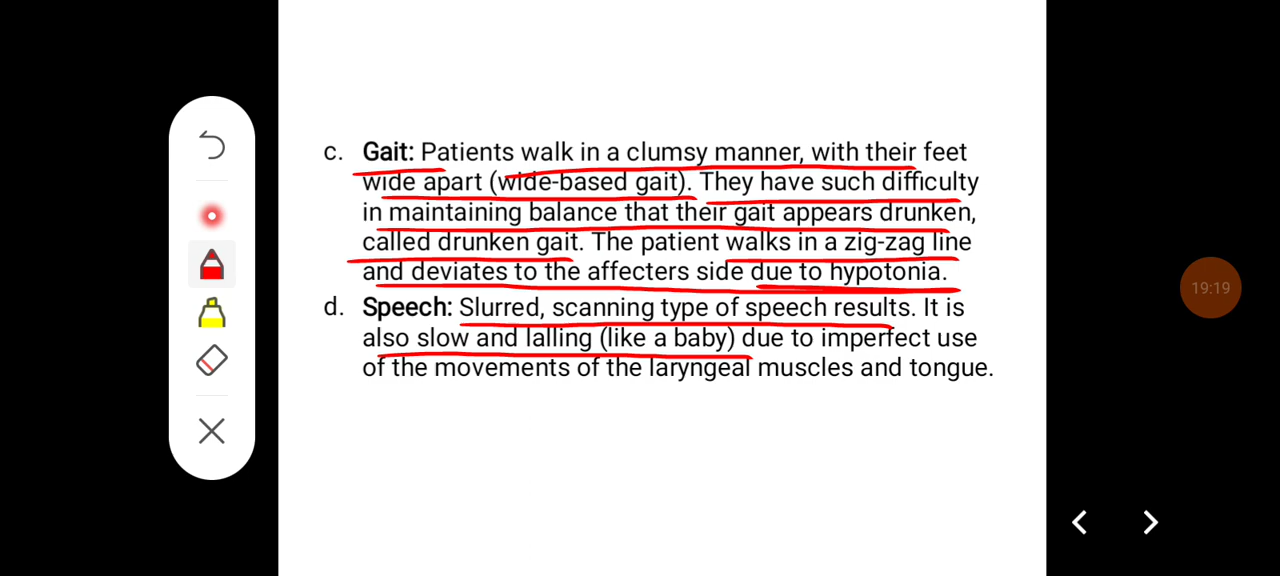 c. Gait: Patients walk in a clumsy manner, with their feet
wide apart (wide-based gait). They have such difficulty
in maintaining balance that their gait appears drunken,
called drunken gait. The patient walks in a zig-zag line
and deviates to the affecters side due to hypotonia.
d. Speech: Slurred, scanning type of speech results. It is
also slow and lalling (like a baby) due to imperfect use
of the movements of the laryngeal muscles and tongue.
19:19